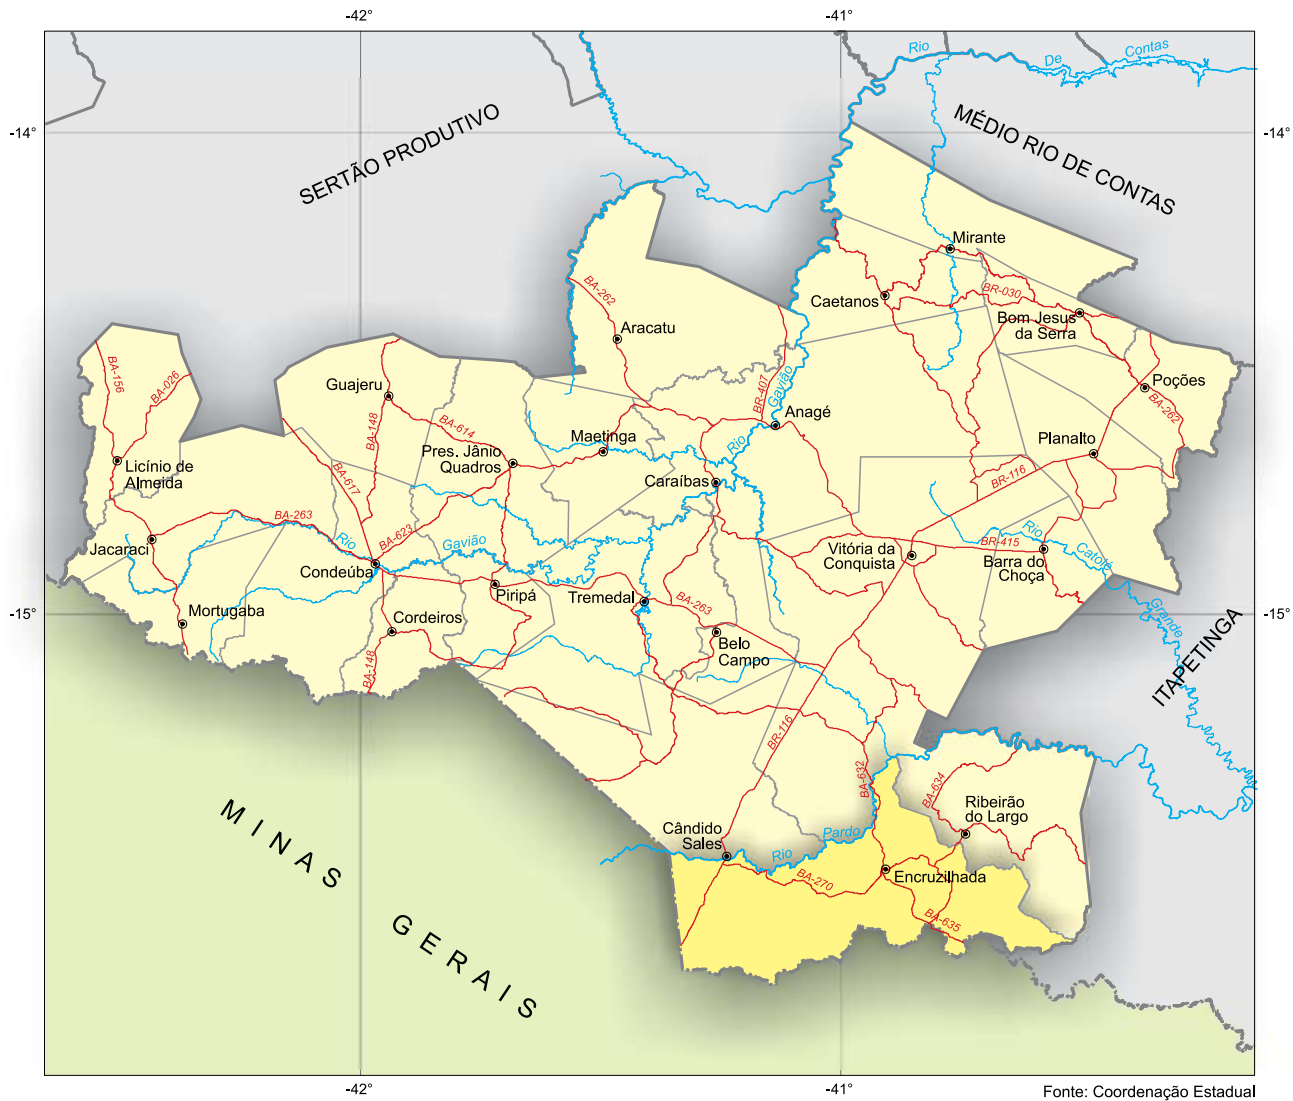 -42°
-41°
Rio
De
Contas
-14°
-14°
SERTÃO PRODUTIVO
MÉDIO RIO DE CONTAS
Mirante
BA-262
Caetanos
BR-030
Bom Jesus
da Serra
Aracatu
BA-156
BA-026
Guajeru
BA-148
BA-614
BR-407
Gavião
Poções
BA-262
Anagé
Maetinga
Rio
Planalto
Pres. Jânio
Quadros
Licínio de
Almeida
BA-617
Caraíbas
BR-116
BA-263
Rio
BA-623
Gavião
Jacaraci
Condeúba
Vitória da
Conquista
BR-415
Rio
Catolé
Barra do
Choça
Piripá
Tremedal
BA-263
Mortugaba
Cordeiros
Belo
Campo
Grande
-15°
-15°
ITAPETINGA
BA-148
BR-116
BA-632
BA-634
Ribeirão
do Largo
Cândido
Sales
Pardo
Rio
BA-270
Encruzilhada
BA-635
MINAS GERAIS
-42°
-41°
Fonte: Coordenação Estadual